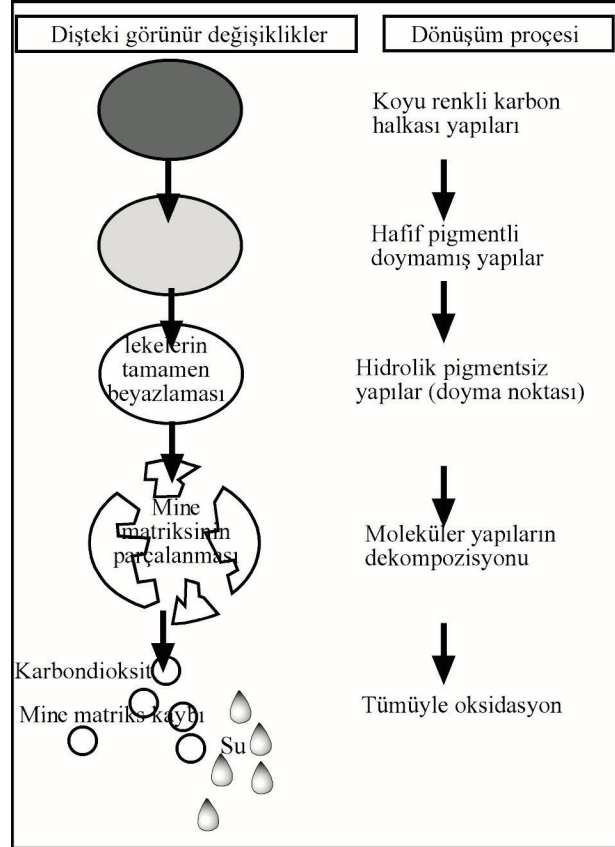 Dişteki görünür değişiklikler
Dönüşüm proçesi
Koyu renkli karbon
halkası yapıları
Hafif pigmentli
doymamış yapılar
lekelerin
tamamen
beyazlaması
Hidrolik pigmentsiz
yapılar (doyma noktası)
Mine
matriksinin
parçalanması
Moleküler yapıların
dekompozisyonu
Karbondioksit
Mine matriks kaybı
Su
Tümüyle oksidasyon